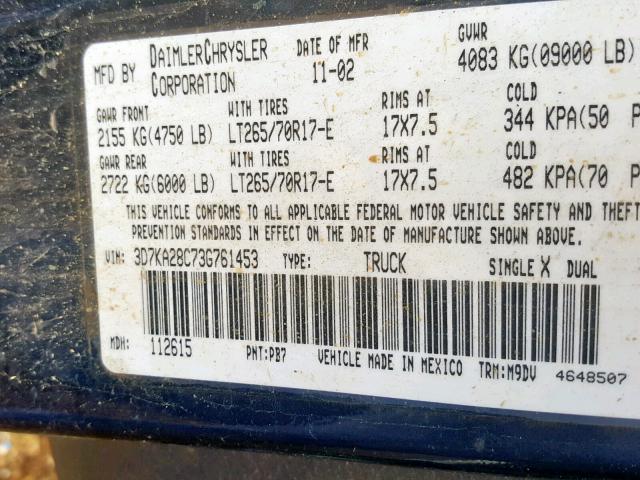 MFD BY DAIMLERCHRYSLER CORPORATION DATE OF MFR 11-02 GVWR 4083 KG(09000 LB)
GAWR FRONT WITH TIRES RIMS AT COLD
2155 KG(4750 LB) LT265/70R17-E 17X7.5 344 KPA(50 P
GAWR REAR WITH TIRES RIMS AT COLD
2722 KG(6000 LB) LT265/70R17-E 17X7.5 482 KPA(70 P
THIS VEHICLE CONFORMS TO ALL APPLICABLE FEDERAL MOTOR VEHICLE SAFETY AND THEFT
PREVENTION STANDARDS IN EFFECT ON THE DATE OF MANUFACTURE SHOWN ABOVE.
VIN: 3D7KA28C73G761453 TYPE: TRUCK SINGLE X DUAL
MDH: 112615 PNT:PB7 VEHICLE MADE IN MEXICO TRM:M9DV 4648507